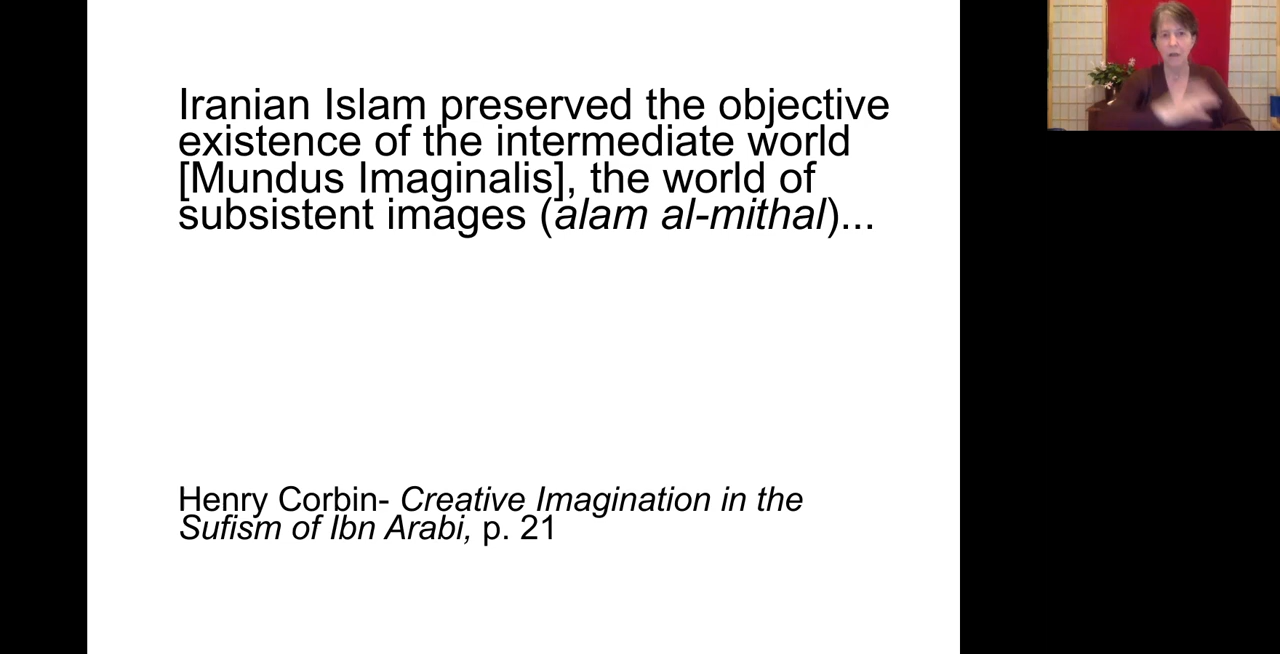 Iranian Islam preserved the objective
existence of the intermediate world
[Mundus Imaginalis], the world of
subsistent images (alam al-mithal)...
Henry Corbin- Creative Imagination in the
Sufism of Ibn Arabi, p. 21